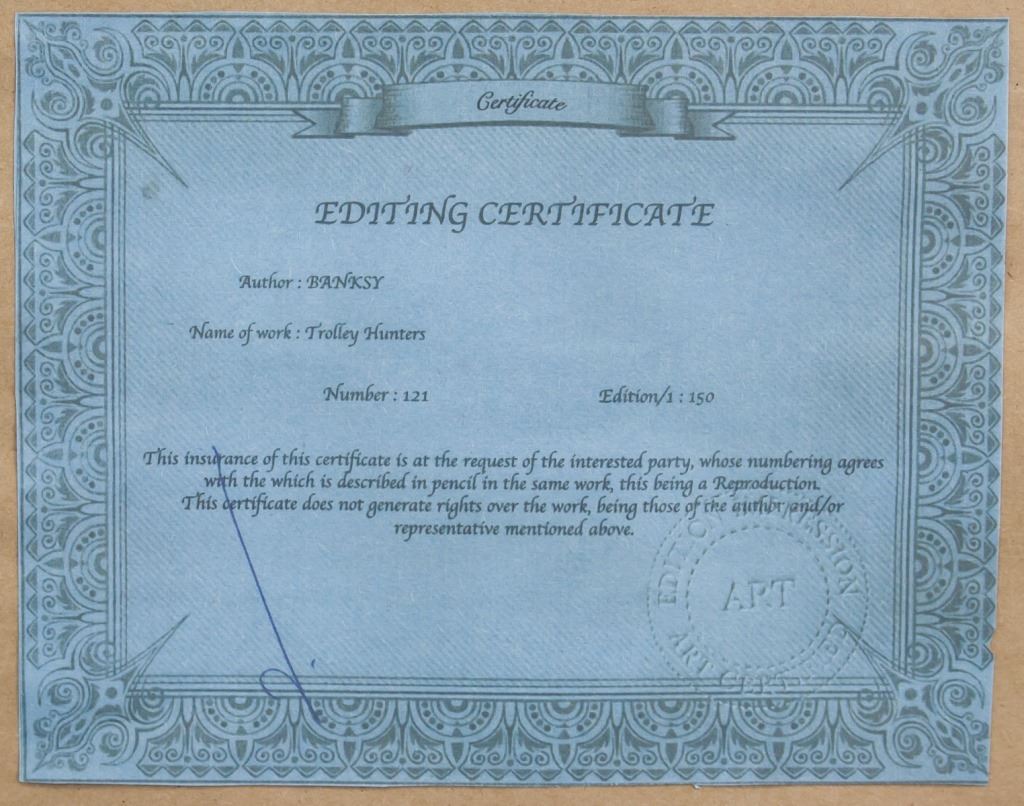 Certificate
EDITING CERTIFICATE
Author : BANKSY
Name of work : Trolley Hunters
Number : 121 Edition/1 : 150
This insurance of this certificate is at the request of the interested party, whose numbering agrees
with the which is described in pencil in the same work, this being a Reproduction.
This certificate does not generate rights over the work, being those of the author and/or
representative mentioned above.
ART
ART